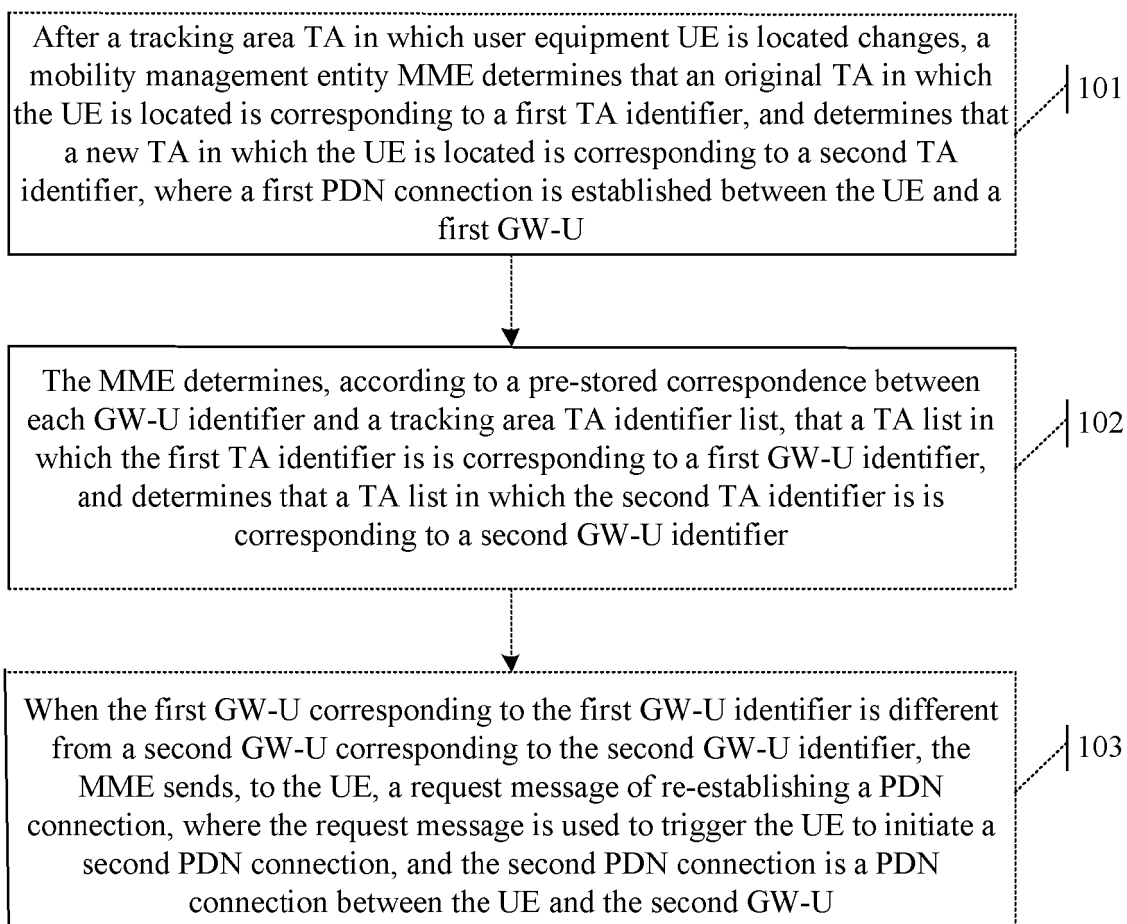 After a tracking area TA in which user equipment UE is located changes, a
mobility management entity MME determines that an original TA in which
the UE is located is corresponding to a first TA identifier, and determines that
a new TA in which the UE is located is corresponding to a second TA
identifier, where a first PDN connection is established between the UE and a
first GW-U
101
The MME determines, according to a pre-stored correspondence between
each GW-U identifier and a tracking area TA identifier list, that a TA list in
which the first TA identifier is is corresponding to a first GW-U identifier,
and determines that a TA list in which the second TA identifier is is
corresponding to a second GW-U identifier
102
When the first GW-U corresponding to the first GW-U identifier is different
from a second GW-U corresponding to the second GW-U identifier, the
MME sends, to the UE, a request message of re-establishing a PDN
connection, where the request message is used to trigger the UE to initiate a
second PDN connection, and the second PDN connection is a PDN
connection between the UE and the second GW-U
103